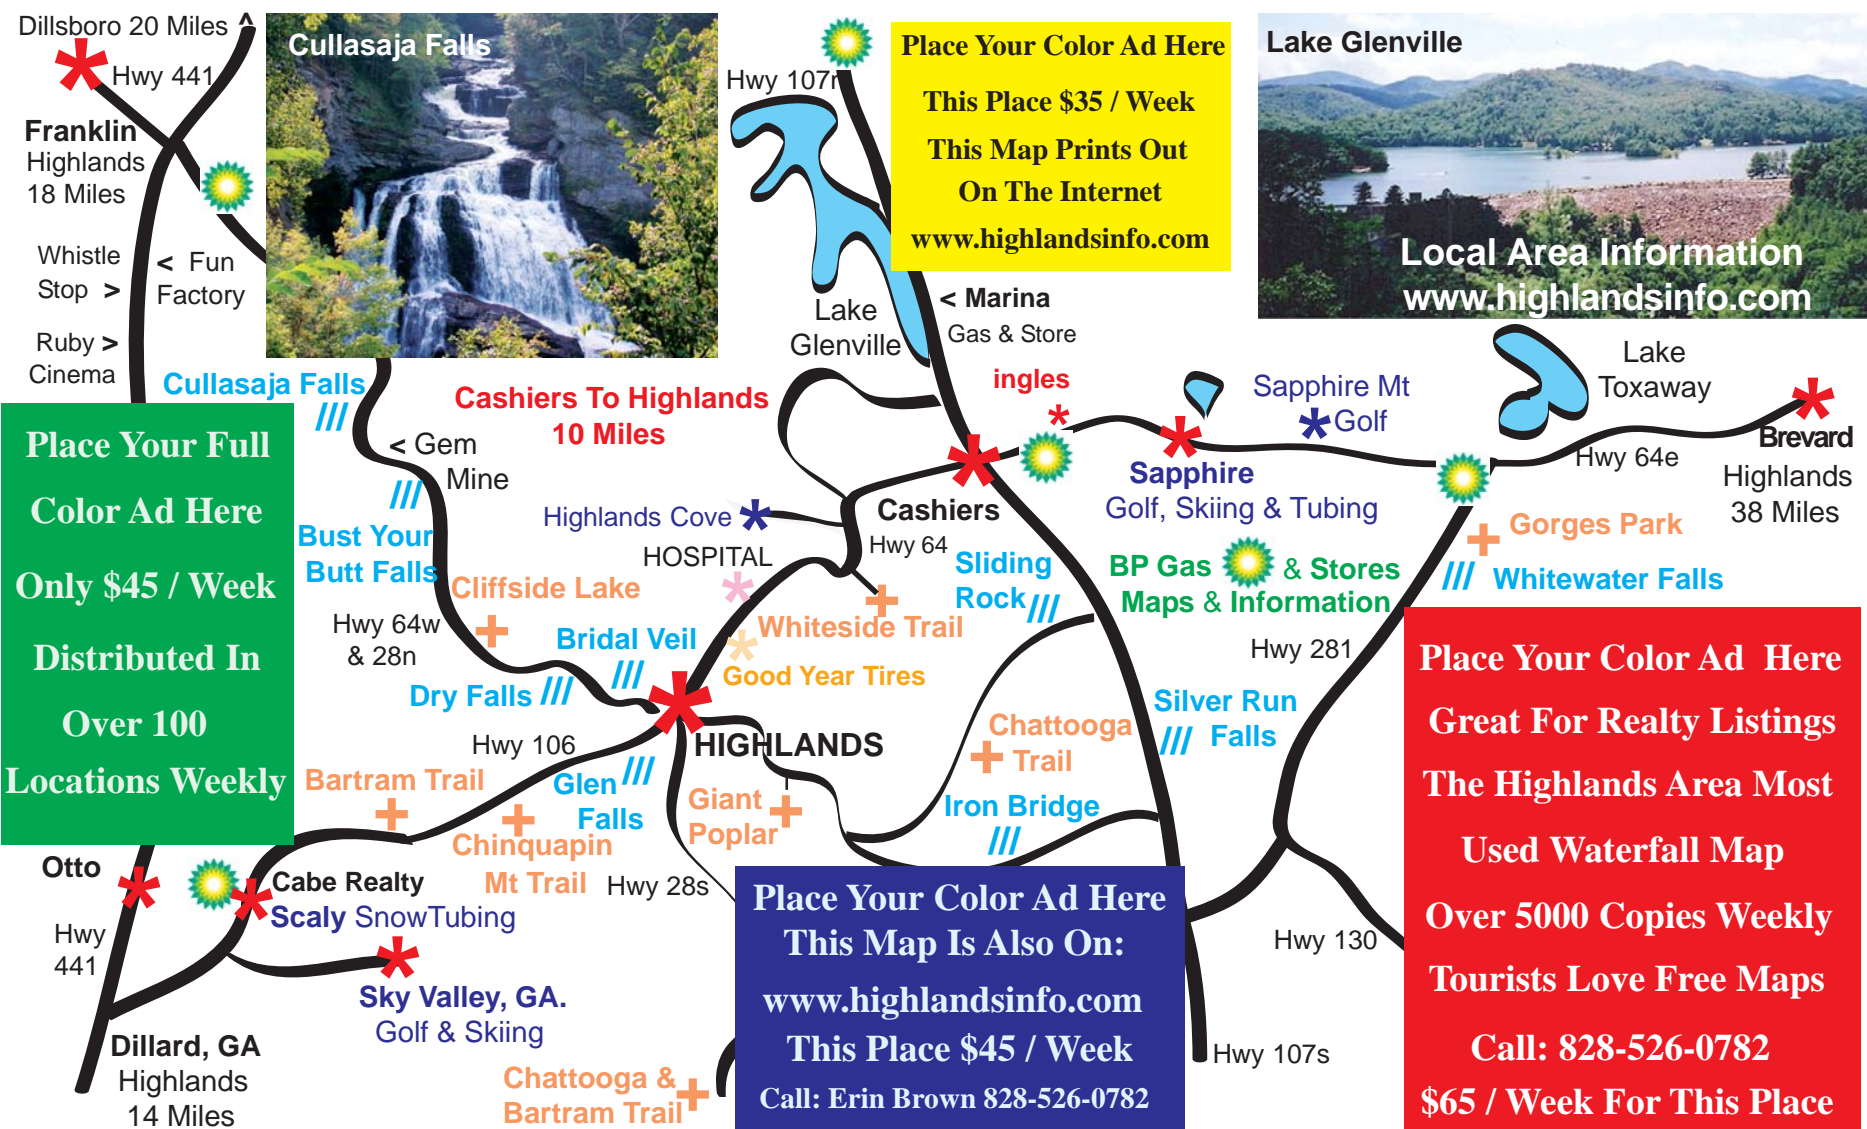 Dillsboro 20 Miles ^
Hwy 441
Franklin
Highlands
18 Miles
Whistle
Stop >
< Fun
Factory
Ruby >
Cinema
Cullasaja Falls
Cullasaja Falls
///
Place Your Full
Color Ad Here
Only $45 / Week
Distributed In
Over 100
Locations Weekly
Hwy 107n
Place Your Color Ad Here
This Place $35 / Week
This Map Prints Out
On The Internet
www.highlandsinfo.com
Lake Glenville
Local Area Information
www.highlandsinfo.com
Lake
Glenville
< Marina
Gas & Store
ingles
Cashiers To Highlands
10 Miles
< Gem
Mine
///
Bust Your
Butt Falls
Highlands Cove
HOSPITAL
Cashiers
Hwy 64
Sapphire
Golf, Skiing & Tubing
Sapphire Mt
Golf
Lake
Toxaway
Brevard
Highlands
38 Miles
Hwy 64e
Gorges Park
/// Whitewater Falls
BP Gas & Stores
Maps & Information
Sliding
Rock ///
Cliffside Lake
Hwy 64w
& 28n
Bridal Veil
///
Dry Falls ///
Whiteside Trail
Good Year Tires
Hwy 281
Silver Run
/// Falls
HIGHLANDS
Hwy 106
Chattooga
Trail
Iron Bridge
///
Bartram Trail
Glen ///
Falls
Giant
Poplar
Chinquapin
Mt Trail
Hwy 28s
Otto
Cabe Realty
Scaly SnowTubing
Hwy
441
Sky Valley, GA.
Golf & Skiing
Dillard, GA
Highlands
14 Miles
Chattooga &
Bartram Trail
Place Your Color Ad Here
This Map Is Also On:
www.highlandsinfo.com
This Place $45 / Week
Call: Erin Brown 828-526-0782
Hwy 107s
Hwy 130
Place Your Color Ad Here
Great For Realty Listings
The Highlands Area Most
Used Waterfall Map
Over 5000 Copies Weekly
Tourists Love Free Maps
Call: 828-526-0782
$65 / Week For This Place